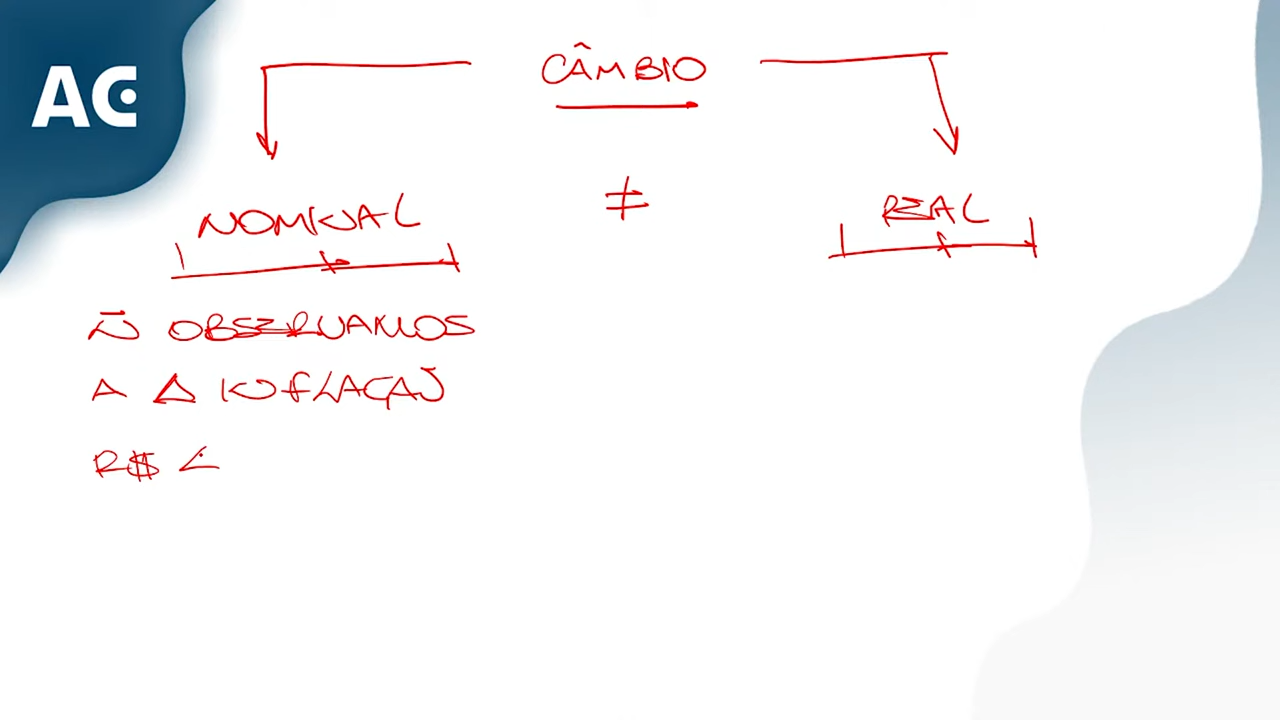 AC
CÂMBIO
NOMINAL ≠ REAL
Ñ OBSERVAMOS
A Δ INFLAÇÃO
R$